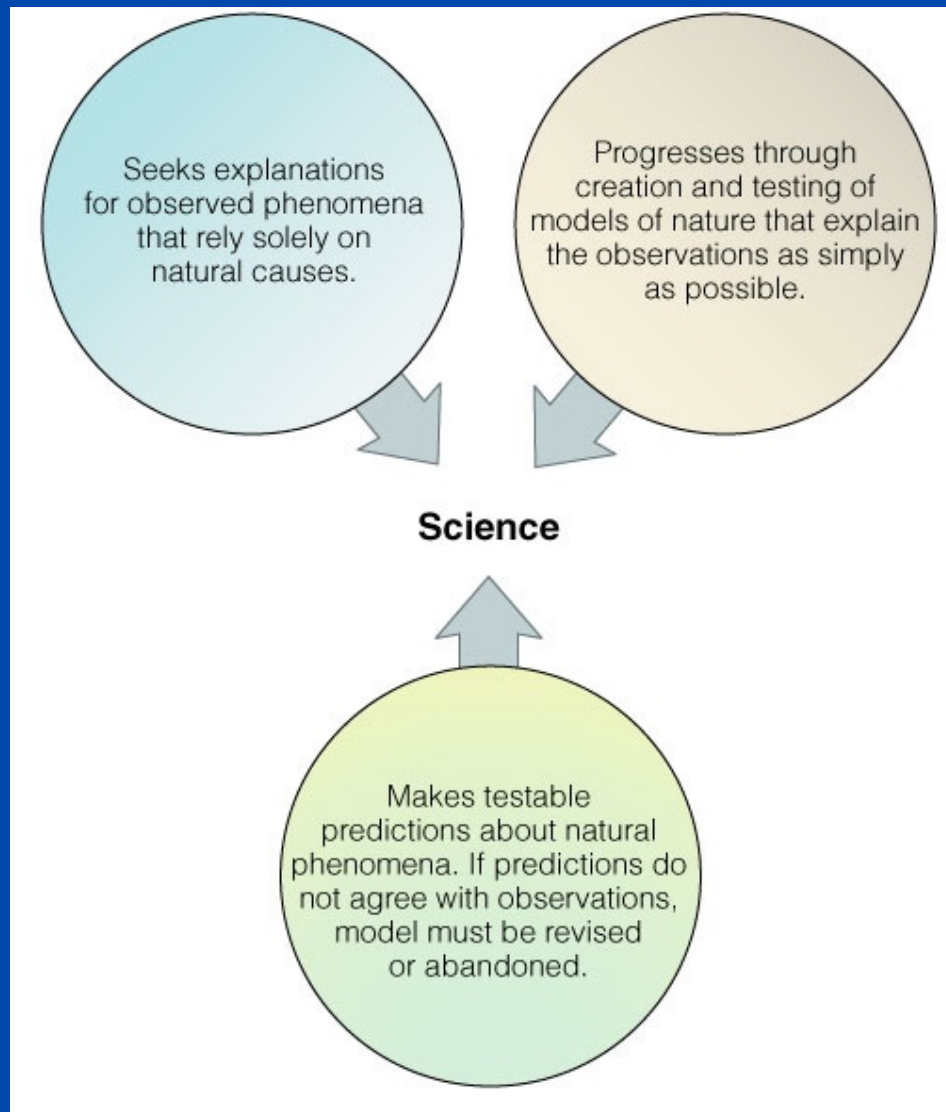 Seeks explanations
for observed phenomena
that rely solely on
natural causes.
Progresses through
creation and testing of
models of nature that explain
the observations as simply
as possible.
Science
Makes testable
predictions about natural
phenomena. If predictions do
not agree with observations,
model must be revised
or abandoned.